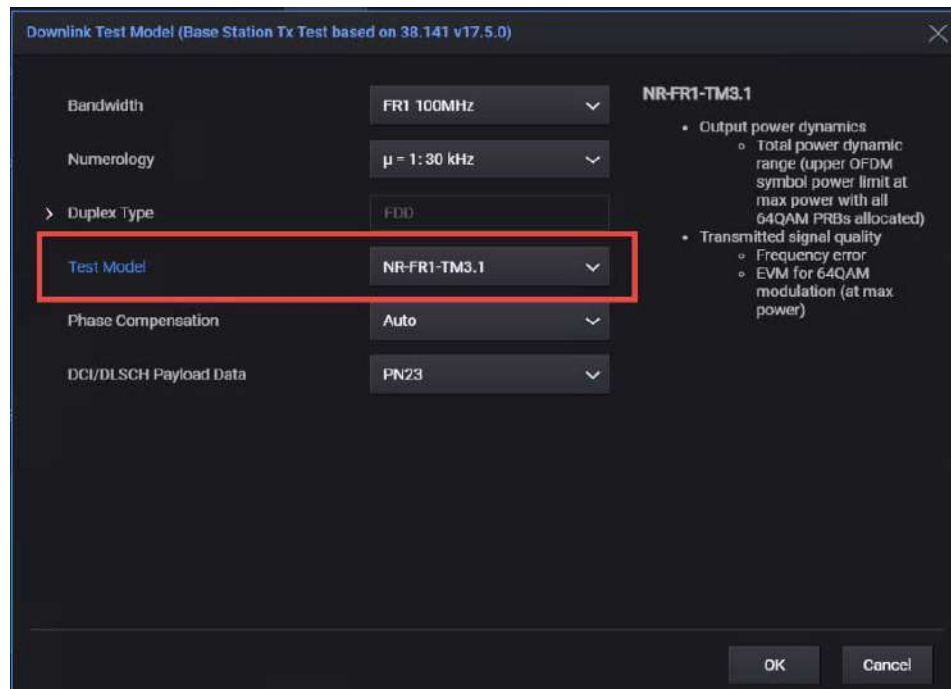 Downlink Test Model (Base Station Tx Test based on 38.141 v17.5.0)
Bandwidth
FR1 100MHz
Numerology
μ = 1: 30 kHz
Duplex Type
FDD
Test Model
NR-FR1-TM3.1
Phase Compensation
Auto
DCI/DLSCH Payload Data
PN23
NR-FR1-TM3.1
• Output power dynamics
○ Total power dynamic
range (upper OFDM
symbol power limit at
max power with all
64QAM PRBs allocated)
• Transmitted signal quality
○ Frequency error
○ EVM for 64QAM
modulation (at max
power)
OK
Cancel